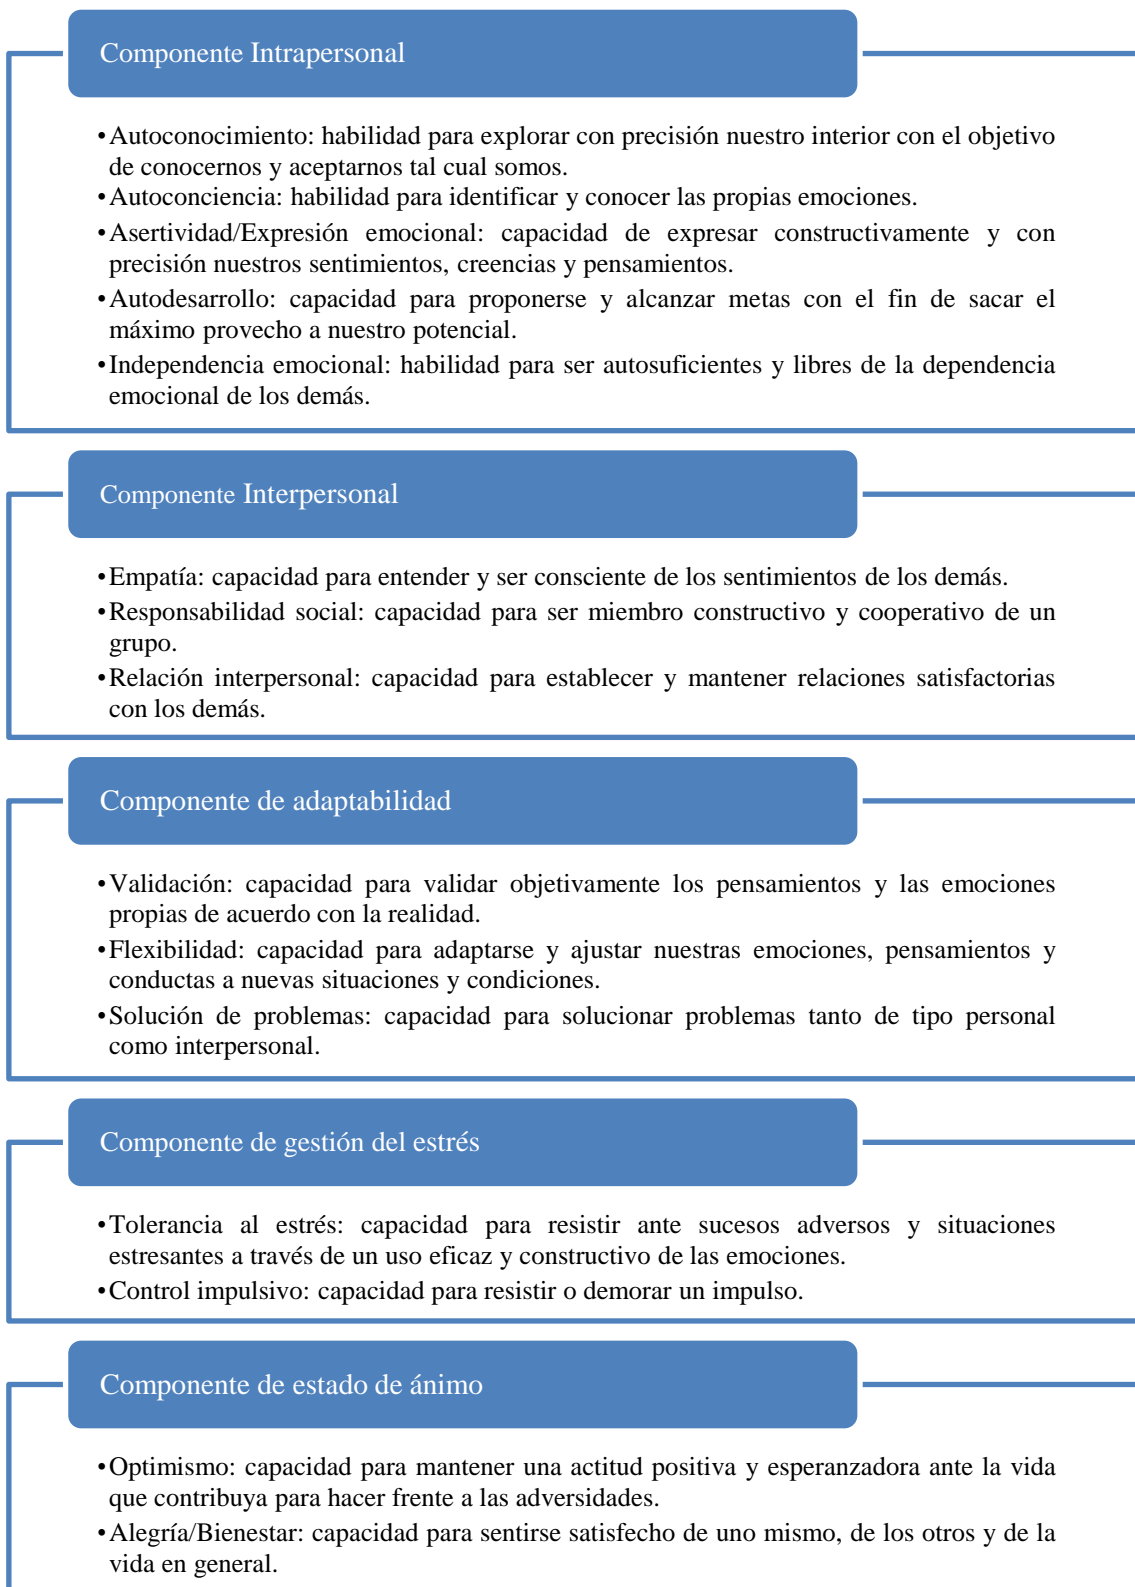 Componente Intrapersonal
•Autoconocimiento: habilidad para explorar con precisión nuestro interior con el objetivo
de conocernos y aceptarnos tal cual somos.
•Autoconciencia: habilidad para identificar y conocer las propias emociones.
•Asertividad/Expresión emocional: capacidad de expresar constructivamente y con
precisión nuestros sentimientos, creencias y pensamientos.
•Autodesarrollo: capacidad para proponerse y alcanzar metas con el fin de sacar el
máximo provecho a nuestro potencial.
•Independencia emocional: habilidad para ser autosuficientes y libres de la dependencia
emocional de los demás.
Componente Interpersonal
•Empatía: capacidad para entender y ser consciente de los sentimientos de los demás.
•Responsabilidad social: capacidad para ser miembro constructivo y cooperativo de un
grupo.
•Relación interpersonal: capacidad para establecer y mantener relaciones satisfactorias
con los demás.
Componente de adaptabilidad
•Validación: capacidad para validar objetivamente los pensamientos y las emociones
propias de acuerdo con la realidad.
•Flexibilidad: capacidad para adaptarse y ajustar nuestras emociones, pensamientos y
conductas a nuevas situaciones y condiciones.
•Solución de problemas: capacidad para solucionar problemas tanto de tipo personal
como interpersonal.
Componente de gestión del estrés
•Tolerancia al estrés: capacidad para resistir ante sucesos adversos y situaciones
estresantes a través de un uso eficaz y constructivo de las emociones.
•Control impulsivo: capacidad para resistir o demorar un impulso.
Componente de estado de ánimo
•Optimismo: capacidad para mantener una actitud positiva y esperanzadora ante la vida
que contribuya para hacer frente a las adversidades.
•Alegría/Bienestar: capacidad para sentirse satisfecho de uno mismo, de los otros y de la
vida en general.